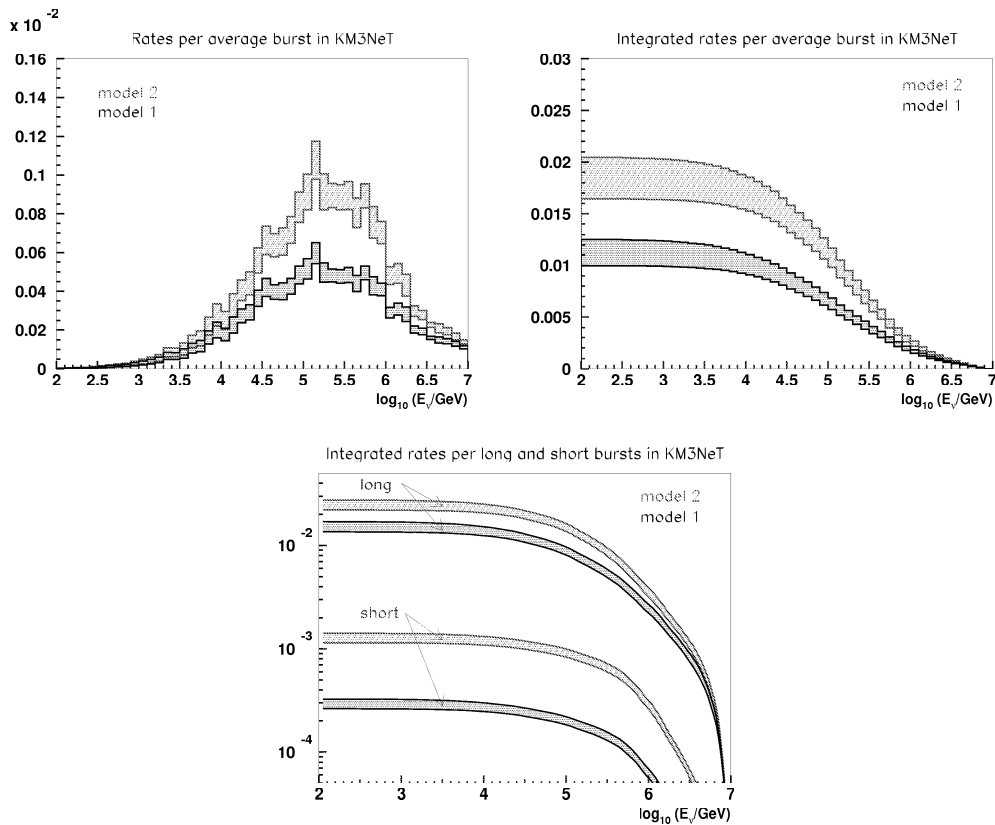 x 10 -2
Rates per average burst in KM3NeT
0.16
0.14
0.12
0.1
0.08
0.06
0.04
0.02
0
model 2
model 1
2 2.5 3 3.5 4 4.5 5 5.5 6 6.5 7
log10 (Eν/GeV)
Integrated rates per average burst in KM3NeT
0.03
0.025
0.02
0.015
0.01
0.005
0
model 2
model 1
2 2.5 3 3.5 4 4.5 5 5.5 6 6.5 7
log10 (Eν/GeV)
Integrated rates per long and short bursts in KM3NeT
long
model 2
model 1
10 -2
short
10 -3
10 -4
2 3 4 5 6 7
log10 (Eν/GeV)